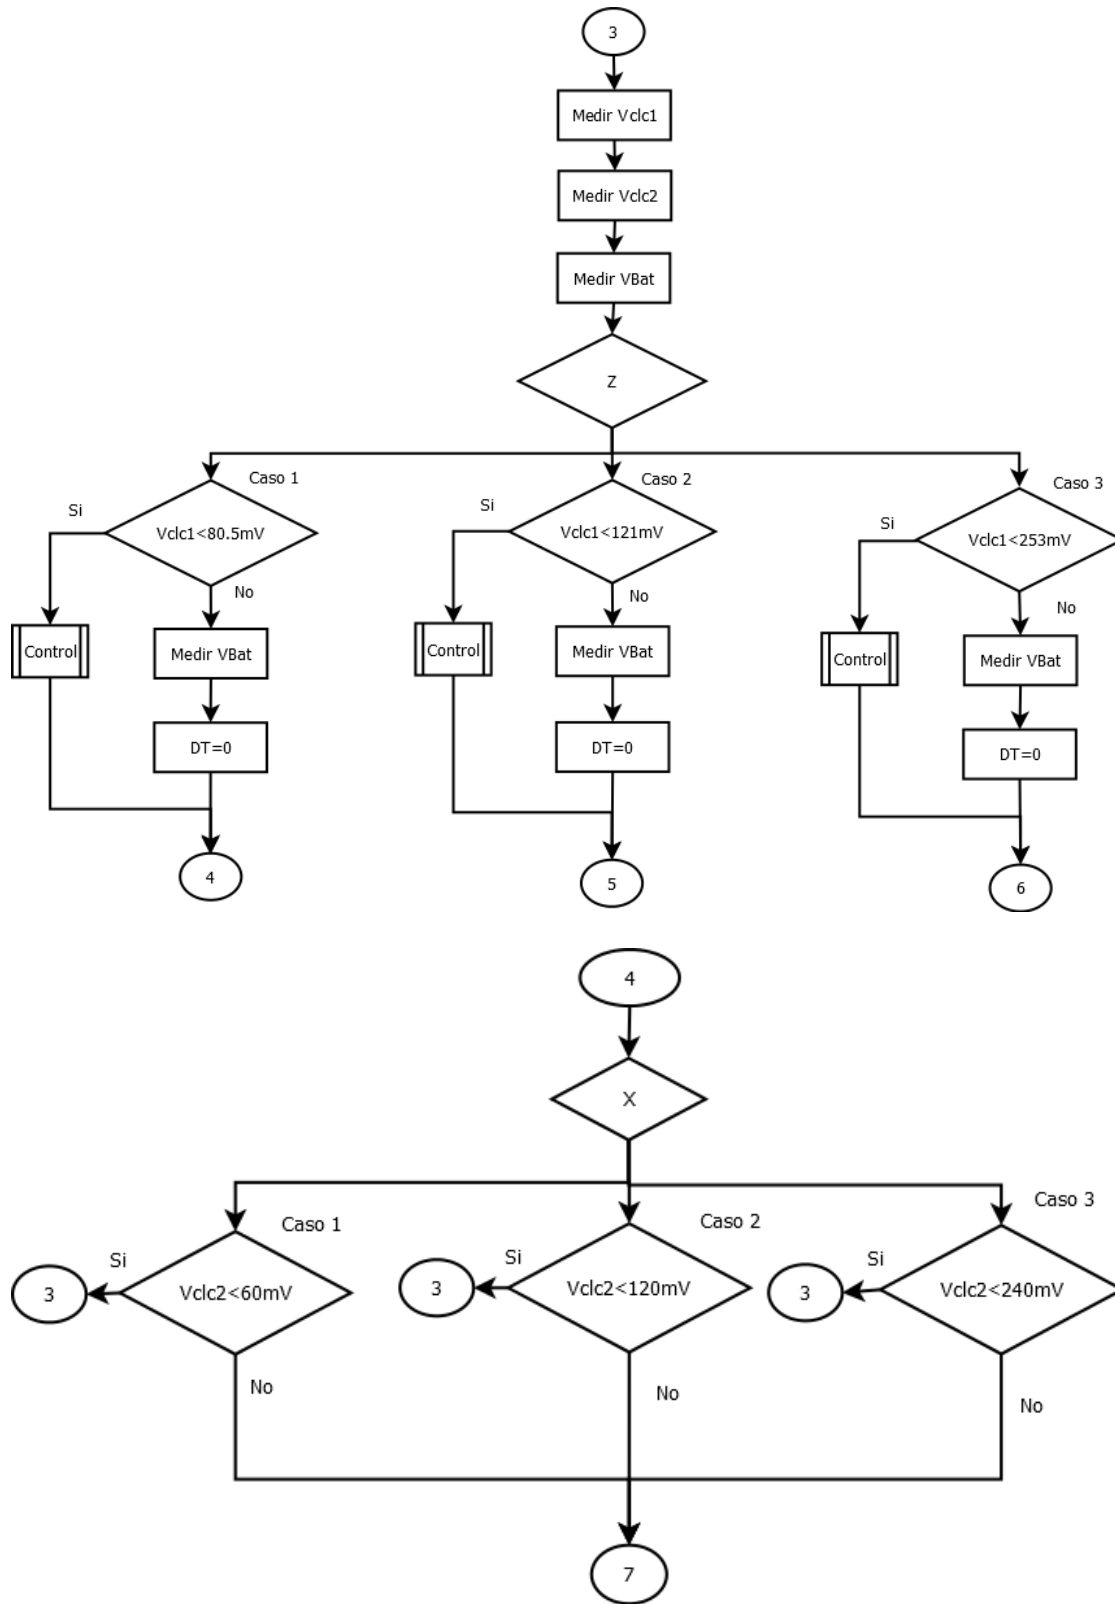 3
Medir Vclc1
Medir Vclc2
Medir VBat
Z
Caso 1
Caso 2
Caso 3
Si
Vclc1<80.5mV
No
Si
Vclc1<121mV
No
Si
Vclc1<253mV
No
Control
Medir VBat
Control
Medir VBat
Control
Medir VBat
DT=0
DT=0
DT=0
4
5
6
4
X
Caso 1
Caso 2
Caso 3
Si
3
Vclc2<60mV
No
Si
3
Vclc2<120mV
No
Si
3
Vclc2<240mV
No
7